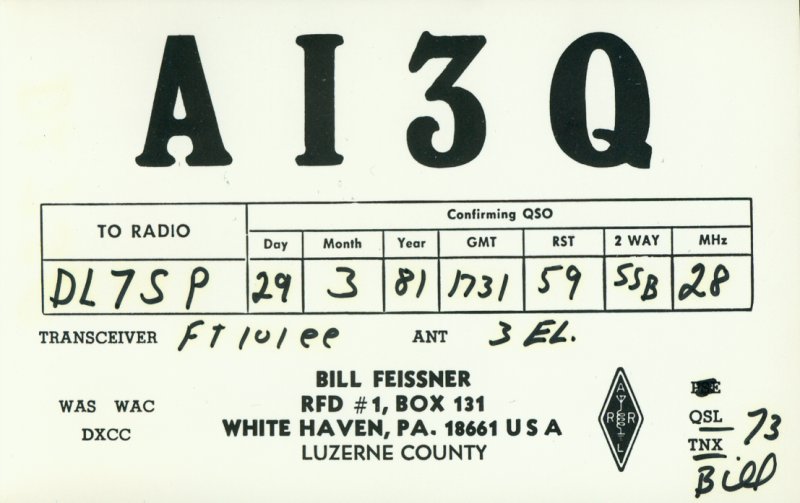 AI3Q
TO RADIO
Confirming QSO
Day Month Year GMT RST 2 WAY MHz
DL7SP 29 3 81 1731 59 SSB 28
TRANSCEIVER FT101ee ANT 3 EL.
BILL FEISSNER
RFD #1, BOX 131
WHITE HAVEN, PA. 18661 U S A
LUZERNE COUNTY
WAS WAC
DXCC
A
R R
L
QSL
TNX
73
Bill